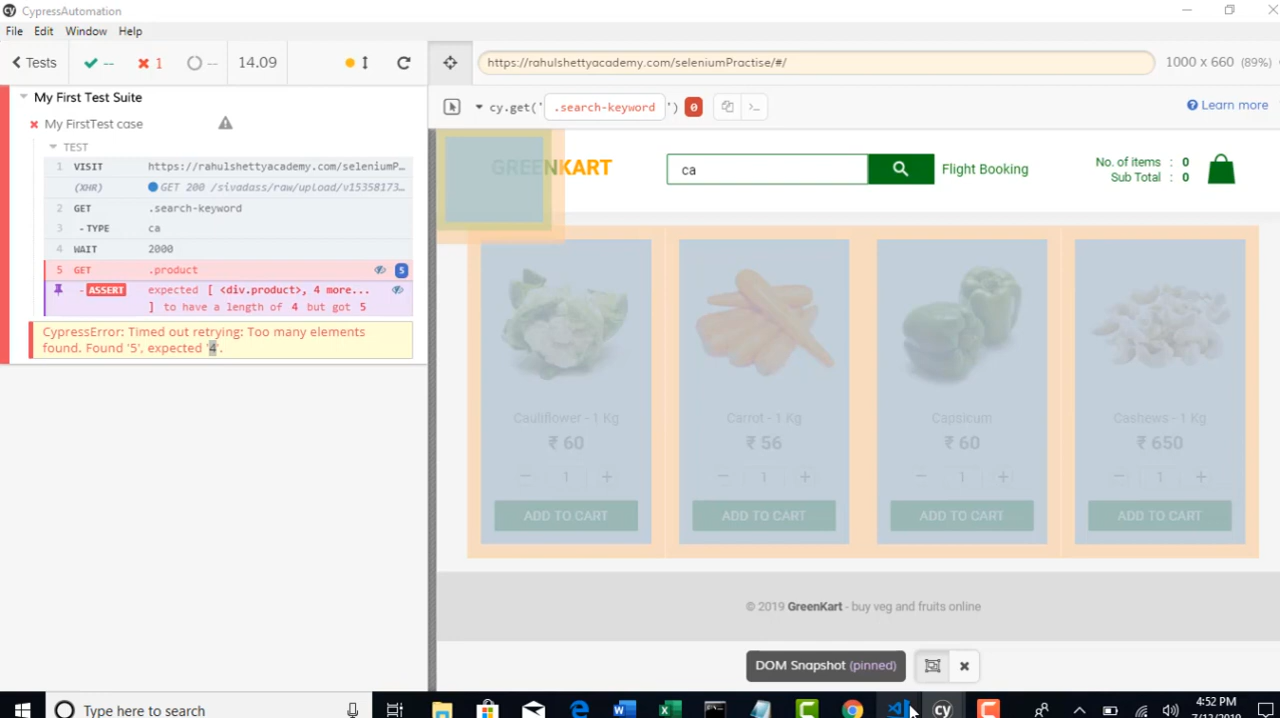 CypressAutomation
File Edit Window Help
Tests -- 1 -- 14.09
https://rahulshettyacademy.com/seleniumPractise/#/
1000 x 660 (89%)
cy.get(' .search-keyword ') 0
Learn more
My First Test Suite
My FirstTest case
TEST
1 VISIT https://rahulshettyacademy.com/seleniumP…
(XHR) GET 200 /sivadass/raw/upload/v15358173…
2 GET .search-keyword
3 - TYPE ca
4 WAIT 2000
5 GET .product 5
- ASSERT expected [ <div.product>, 4 more...
] to have a length of 4 but got 5
CypressError: Timed out retrying: Too many elements
found. Found '5', expected '4'.
GREENKART
ca
Flight Booking
No. of items : 0
Sub Total : 0
Cauliflower - 1 Kg
₹ 60
− 1 +
ADD TO CART
Carrot - 1 Kg
₹ 56
− 1 +
ADD TO CART
Capsicum
₹ 60
− 1 +
ADD TO CART
Cashews - 1 Kg
₹ 650
− 1 +
ADD TO CART
© 2019 GreenKart - buy veg and fruits online
DOM Snapshot (pinned)
Type here to search
cy
4:52 PM